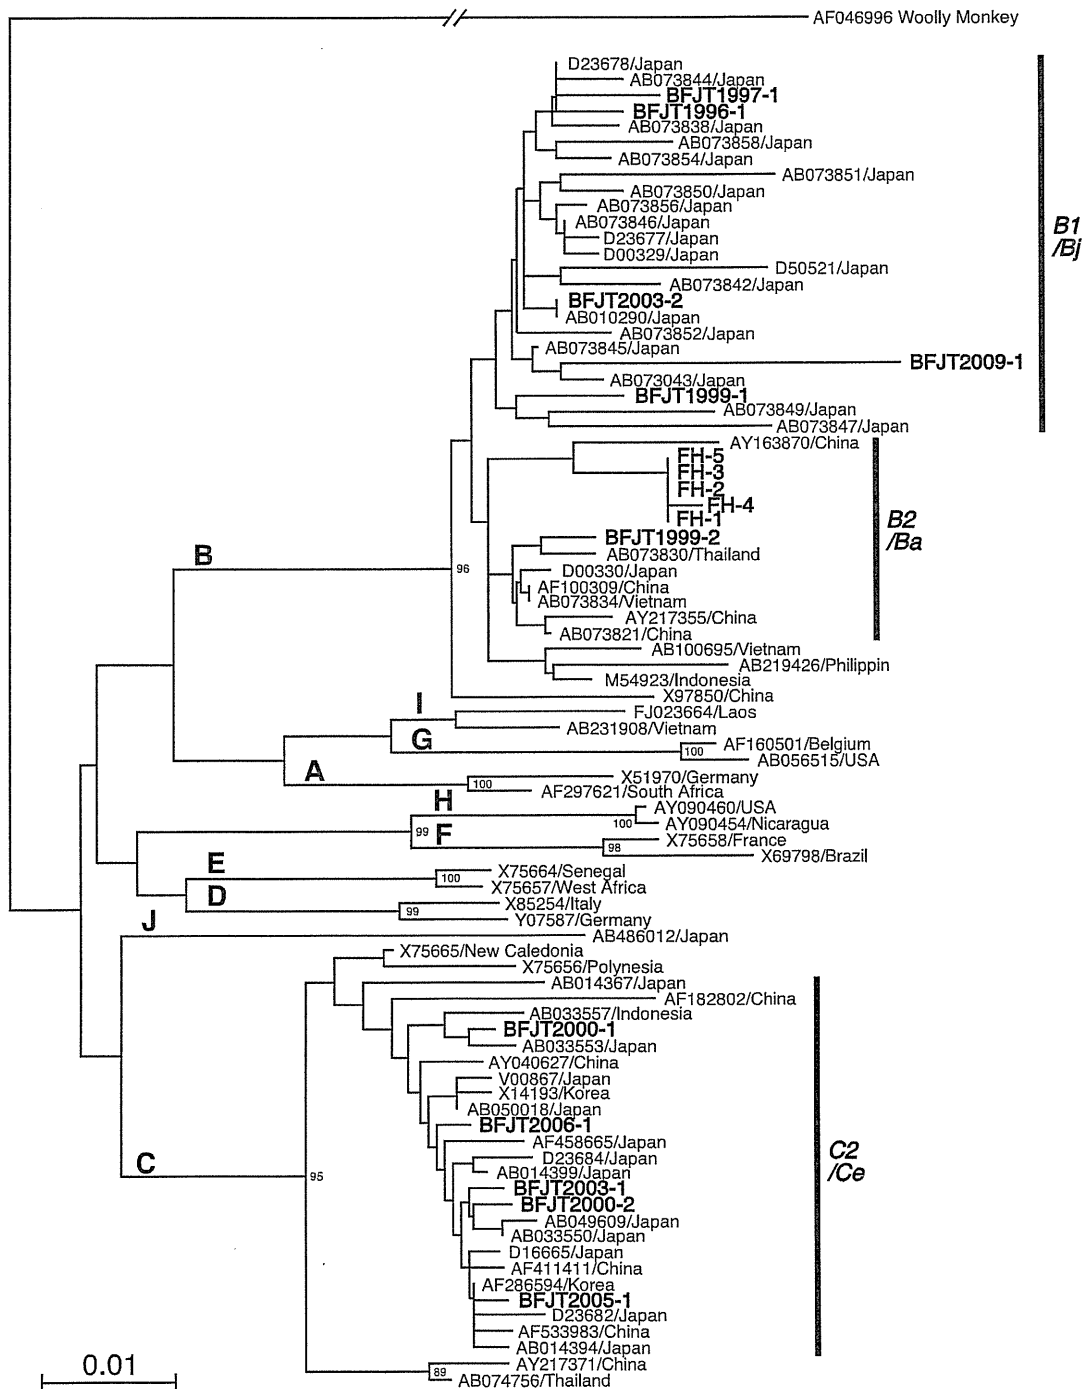 AF046996 Woolly Monkey
D23678/Japan
AB073844/Japan
BFJT1997-1
BFJT1996-1
AB073838/Japan
AB073858/Japan
AB073854/Japan
AB073851/Japan
AB073850/Japan
AB073856/Japan
AB073846/Japan
D23677/Japan
D00329/Japan
B1
/Bj
D50521/Japan
AB073842/Japan
BFJT2003-2
AB010290/Japan
AB073852/Japan
AB073845/Japan
BFJT2009-1
AB073043/Japan
BFJT1999-1
AB073849/Japan
AB073847/Japan
AY163870/China
FH-5
FH-3
FH-2
FH-4
FH-1
B2
/Ba
BFJT1999-2
AB073830/Thailand
B
96
D00330/Japan
AF100309/China
AB073834/Vietnam
AY217355/China
AB073821/China
AB100695/Vietnam
AB219426/Philippin
M54923/Indonesia
X97850/China
I
FJ023664/Laos
AB231908/Vietnam
G
100
AF160501/Belgium
AB056515/USA
A
100
X51970/Germany
AF297621/South Africa
H
AY090460/USA
100
AY090454/Nicaragua
99
F
X75658/France
98
X69798/Brazil
E
X75664/Senegal
100
X75657/West Africa
D
X85254/Italy
99
Y07587/Germany
J
AB486012/Japan
X75665/New Caledonia
X75656/Polynesia
AB014367/Japan
AF182802/China
AB033557/Indonesia
BFJT2000-1
AB033553/Japan
AY040627/China
V00867/Japan
X14193/Korea
AB050018/Japan
BFJT2006-1
AF458665/Japan
C2
/Ce
D23684/Japan
AB014399/Japan
C
95
BFJT2003-1
BFJT2000-2
AB049609/Japan
AB033550/Japan
D16665/Japan
AF411411/China
AF286594/Korea
BFJT2005-1
D23682/Japan
AF533983/China
AB014394/Japan
AY217371/China
89
AB074756/Thailand
0.01